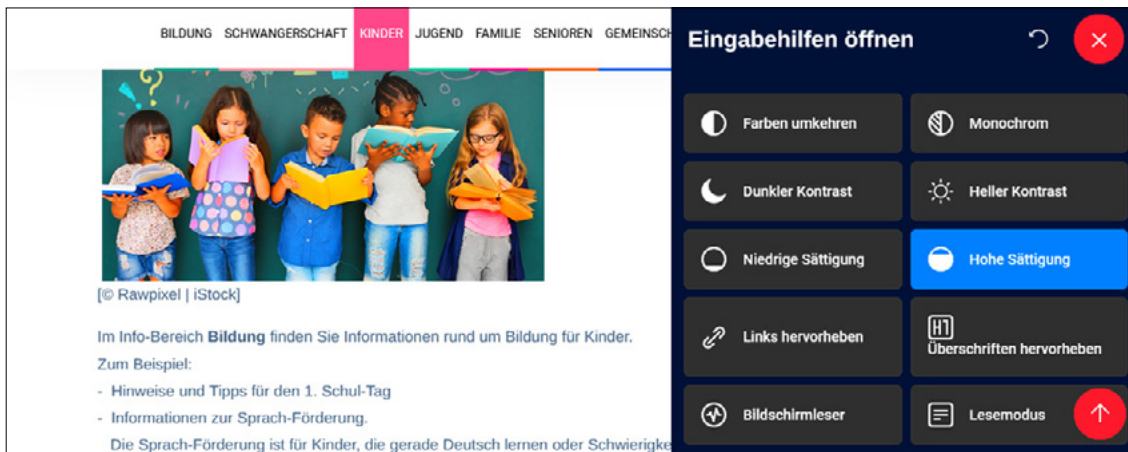 BILDUNG SCHWANGERSCHAFT KINDER JUGEND FAMILIE SENIOREN GEMEINSCH
Eingabehilfen öffnen
Farben umkehren
Monochrom
Dunkler Kontrast
Heller Kontrast
Niedrige Sättigung
Hohe Sättigung
Links hervorheben
H1
Überschriften hervorheben
Bildschirmleser
Lesemodus
[© Rawpixel | iStock]
Im Info-Bereich Bildung finden Sie Informationen rund um Bildung für Kinder.
Zum Beispiel:
- Hinweise und Tipps für den 1. Schul-Tag
- Informationen zur Sprach-Förderung.
Die Sprach-Förderung ist für Kinder, die gerade Deutsch lernen oder Schwierigke